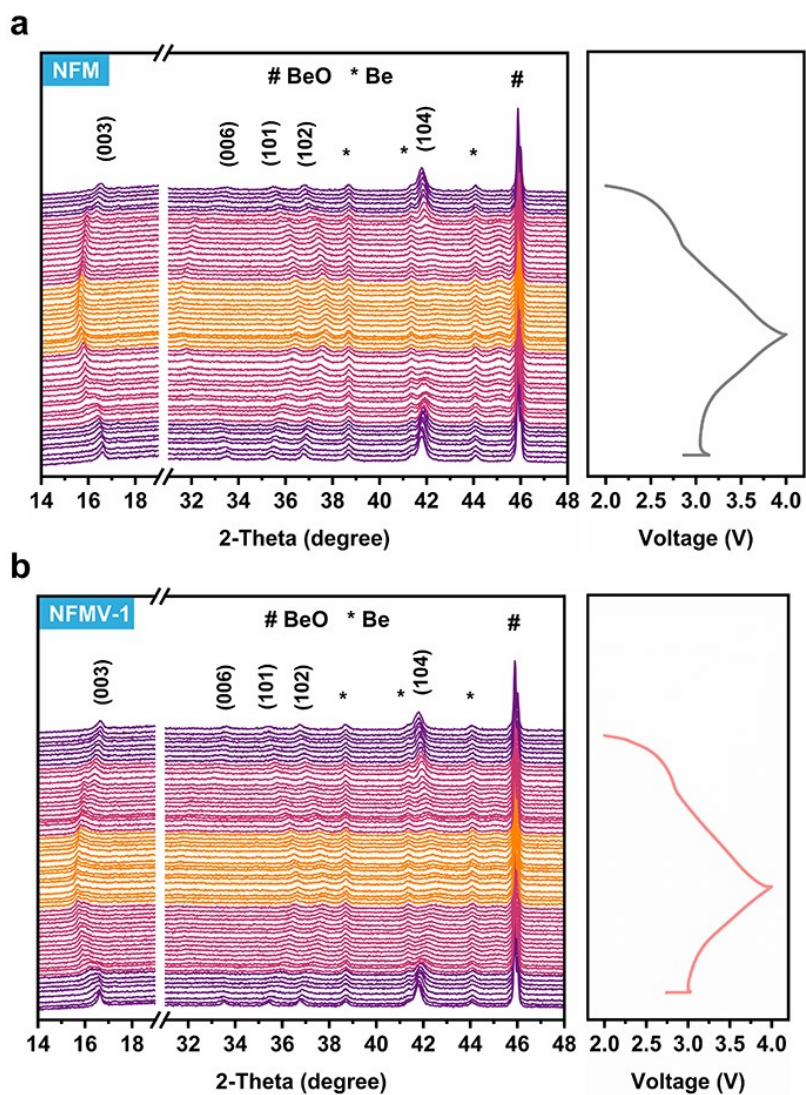 a
NFM
# BeO * Be
#
(003)
(006)
(101)
(102)
*
*
(104)
*
14 16 32 34 36 38 40 42 44 46 48
2-Theta (degree)
2.0 2.5 3.0 3.5 4.0
Voltage (V)
b
NFMV-1
# BeO * Be
#
(003)
(006)
(101)
(102)
*
*
(104)
*
14 16 32 34 36 38 40 42 44 46 48
2-Theta (degree)
2.0 2.5 3.0 3.5 4.0
Voltage (V)